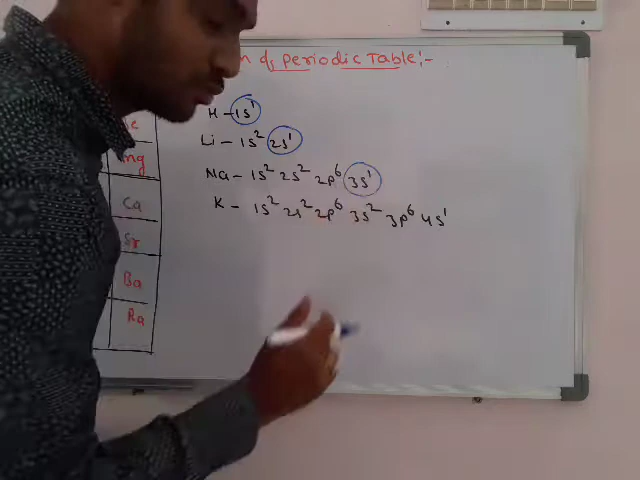 of Periodic Table:-
H - 1s¹
Li - 1s² 2s¹
Na - 1s² 2s² 2p⁶ 3s¹
K - 1s² 2s² 2p⁶ 3s² 3p⁶ 4s¹
mg
Ca
Sr
Ba
Ra